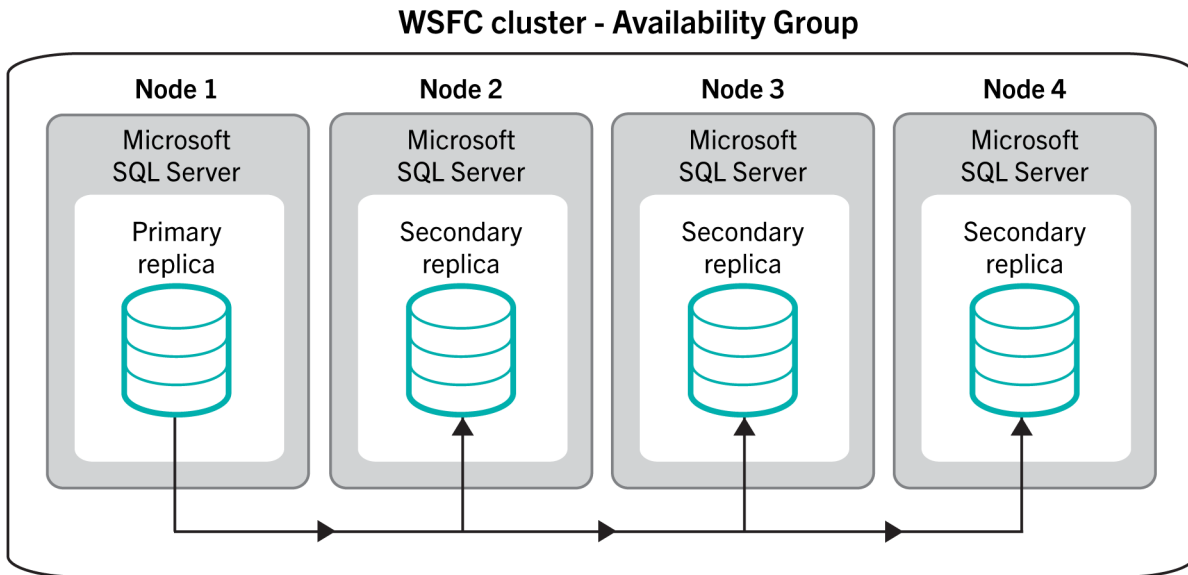 WSFC cluster - Availability Group
Node 1
Microsoft
SQL Server
Primary
replica
Node 2
Microsoft
SQL Server
Secondary
replica
Node 3
Microsoft
SQL Server
Secondary
replica
Node 4
Microsoft
SQL Server
Secondary
replica